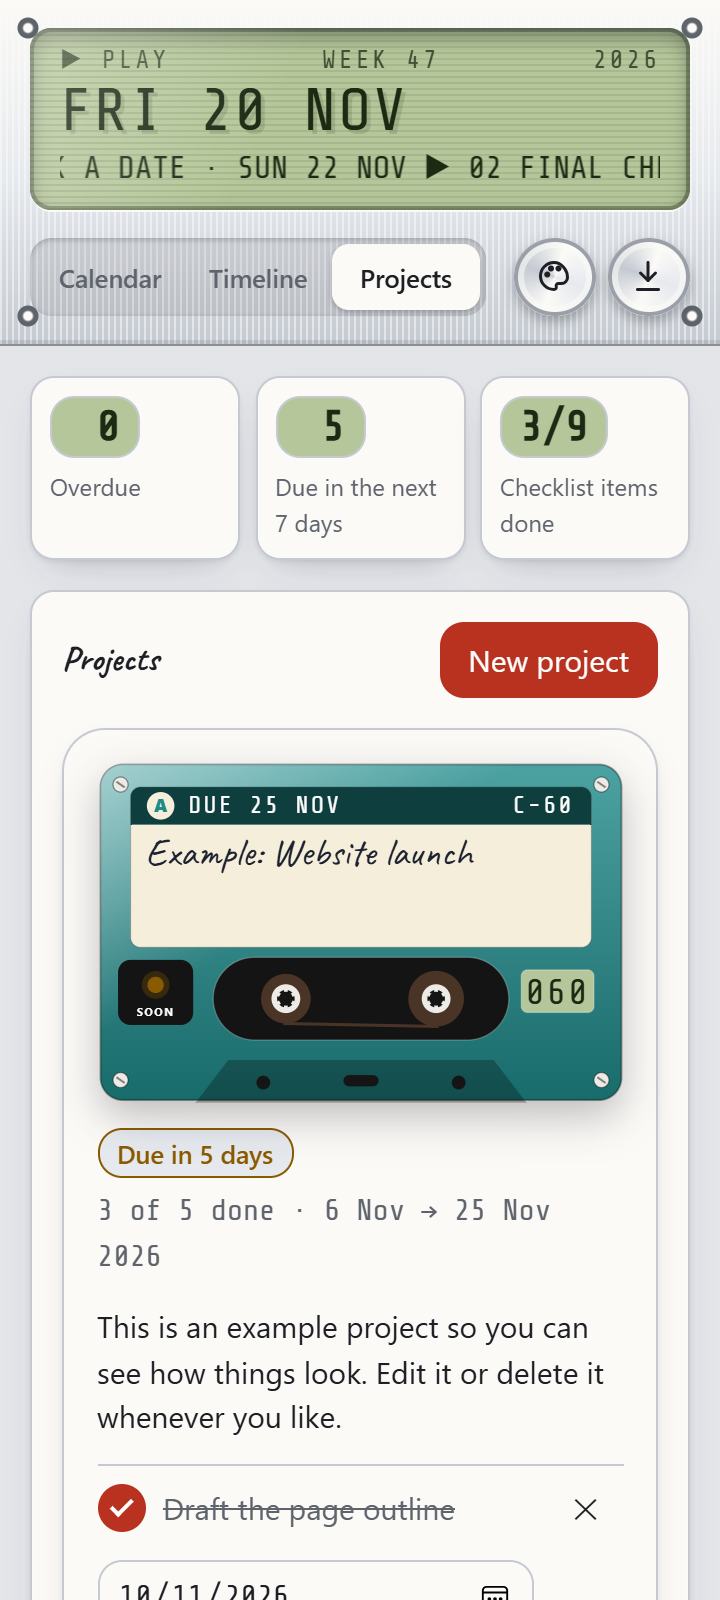 ▶ PLAY WEEK 47 2026
FRI 20 NOV
A DATE · SUN 22 NOV ▶ 02 FINAL
Calendar Timeline Projects
0 5 3/9
Overdue Due in the next Checklist items
7 days done
Projects New project
A DUE 25 NOV C-60
Example: Website launch
SOON 060
Due in 5 days
3 of 5 done · 6 Nov → 25 Nov
2026
This is an example project so you can
see how things look. Edit it or delete it
whenever you like.
Draft the page outline
10/11/2026